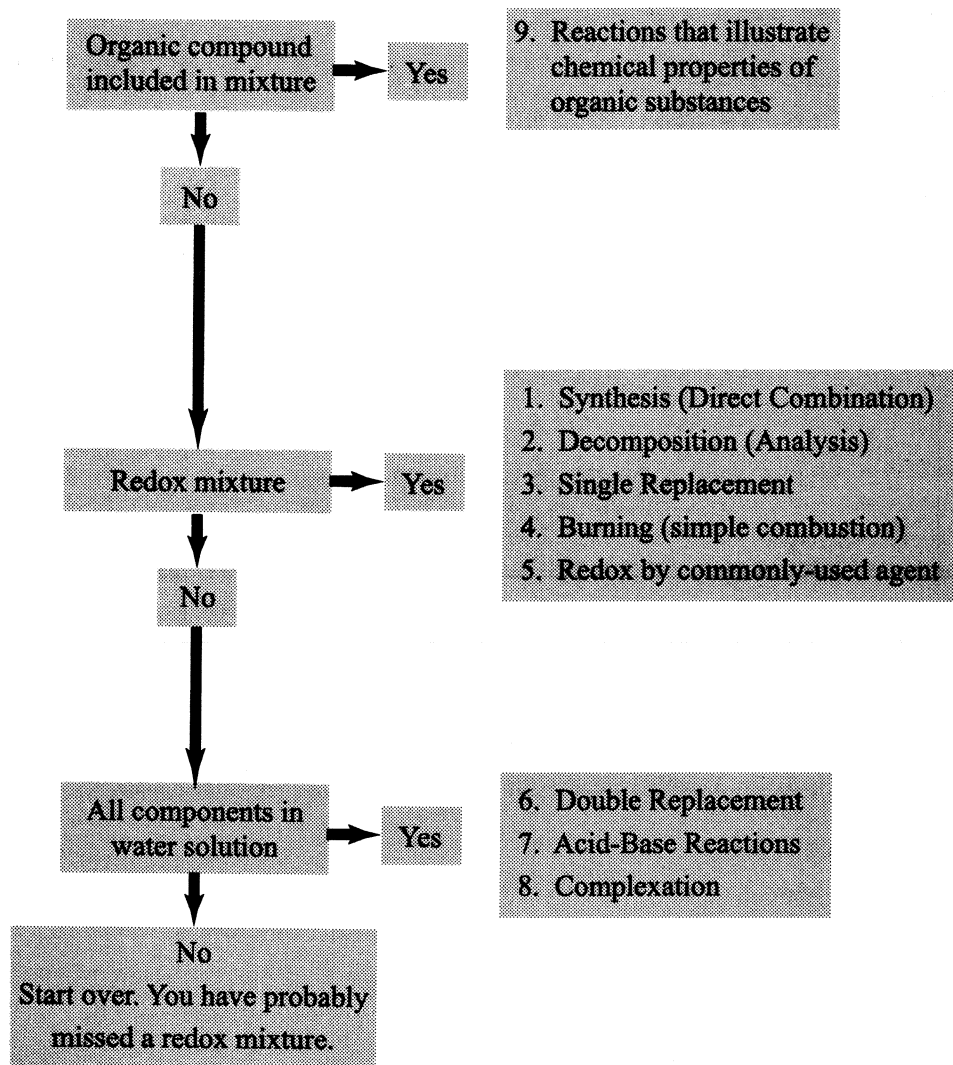 Organic compound
included in mixture
Yes
9. Reactions that illustrate
chemical properties of
organic substances
No
Redox mixture
Yes
1. Synthesis (Direct Combination)
2. Decomposition (Analysis)
3. Single Replacement
4. Burning (simple combustion)
5. Redox by commonly-used agent
No
All components in
water solution
Yes
6. Double Replacement
7. Acid-Base Reactions
8. Complexation
No
Start over. You have probably
missed a redox mixture.